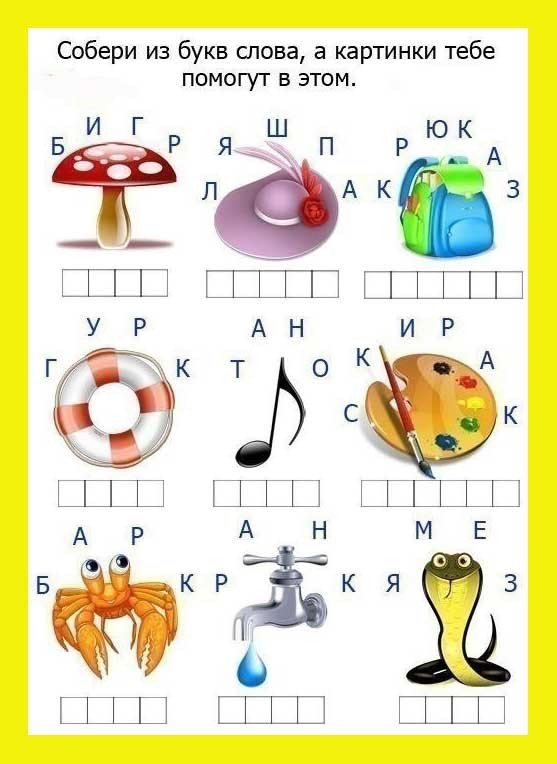 Собери из букв слова, а картинки тебе
помогут в этом.
Б И Г Р
Л Я Ш П А
К Р Ю К А З
Г У Р К
Т А Н О
С К И Р А К
Б А Р К
Р А Н К
Я М Е З